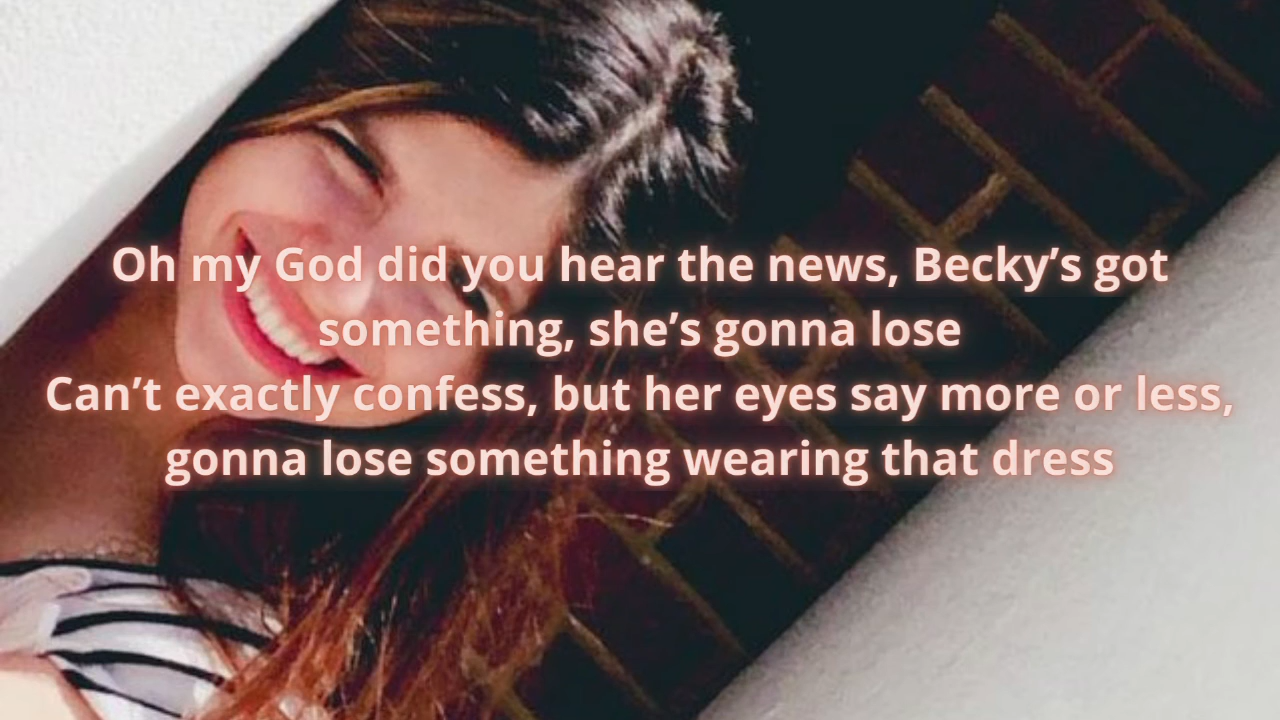 Oh my God did you hear the news, Becky’s got
something, she’s gonna lose
Can’t exactly confess, but her eyes say more or less,
gonna lose something wearing that dress